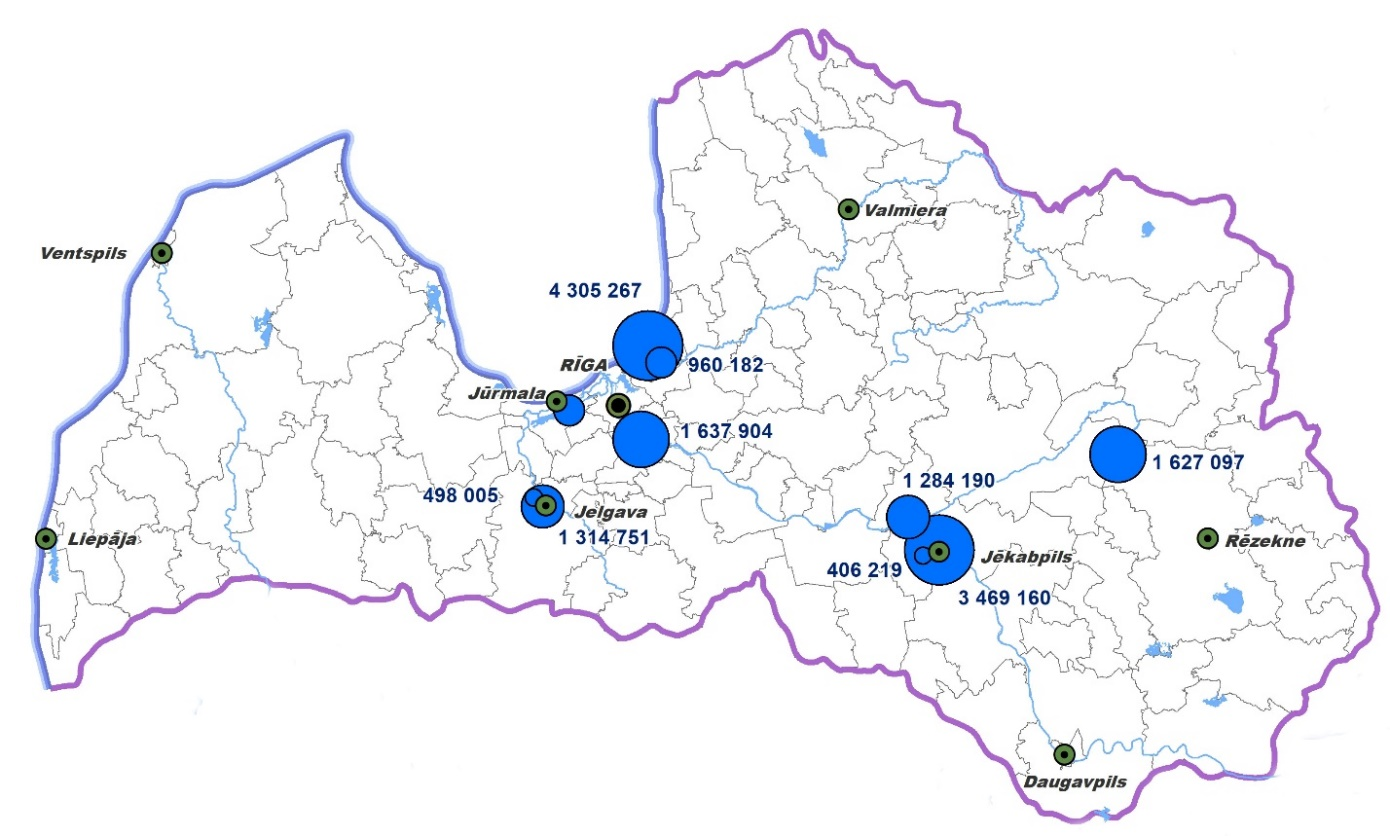 Valmiera
Ventspils
4 305 267
RĪGA
960 182
Jūrmala
1 637 904
1 627 097
1 284 190
498 005
Jelgava
1 314 751
Liepāja
Rēzekne
Jēkabpils
406 219
3 469 160
Daugavpils